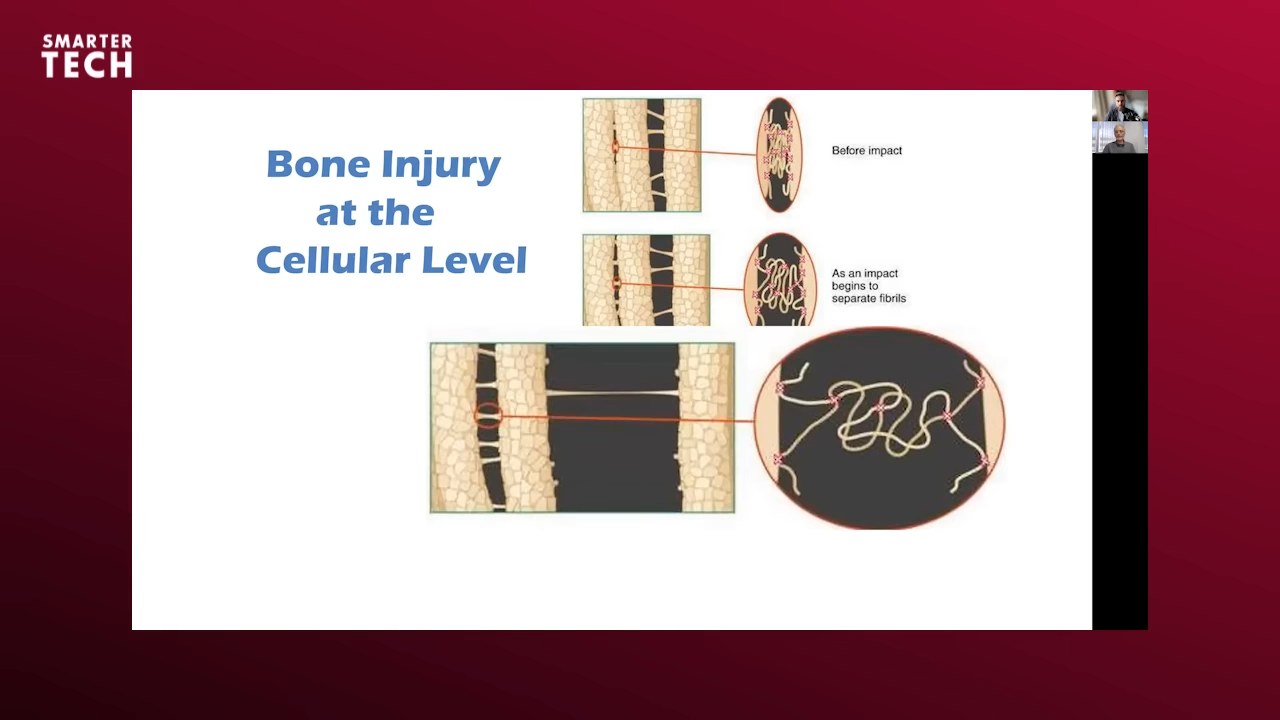 SMARTER
TECH
Bone Injury
at the
Cellular Level
Before impact
As an impact
begins to
separate fibrils